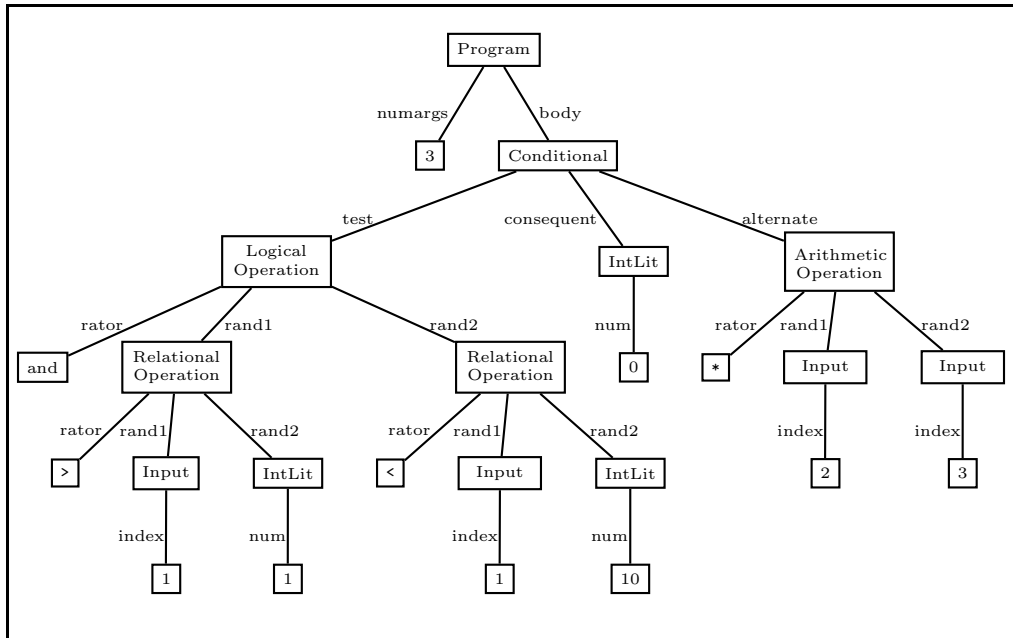 Program
numargs
body
3
Conditional
test
consequent
alternate
Logical
Operation
IntLit
Arithmetic
Operation
rator
rand1
rand2
num
rator
rand1
rand2
and
Relational
Operation
Relational
Operation
0
*
Input
Input
rator
rand1
rand2
rator
rand1
rand2
index
index
>
Input
IntLit
<
Input
IntLit
2
3
index
num
index
num
1
1
1
10